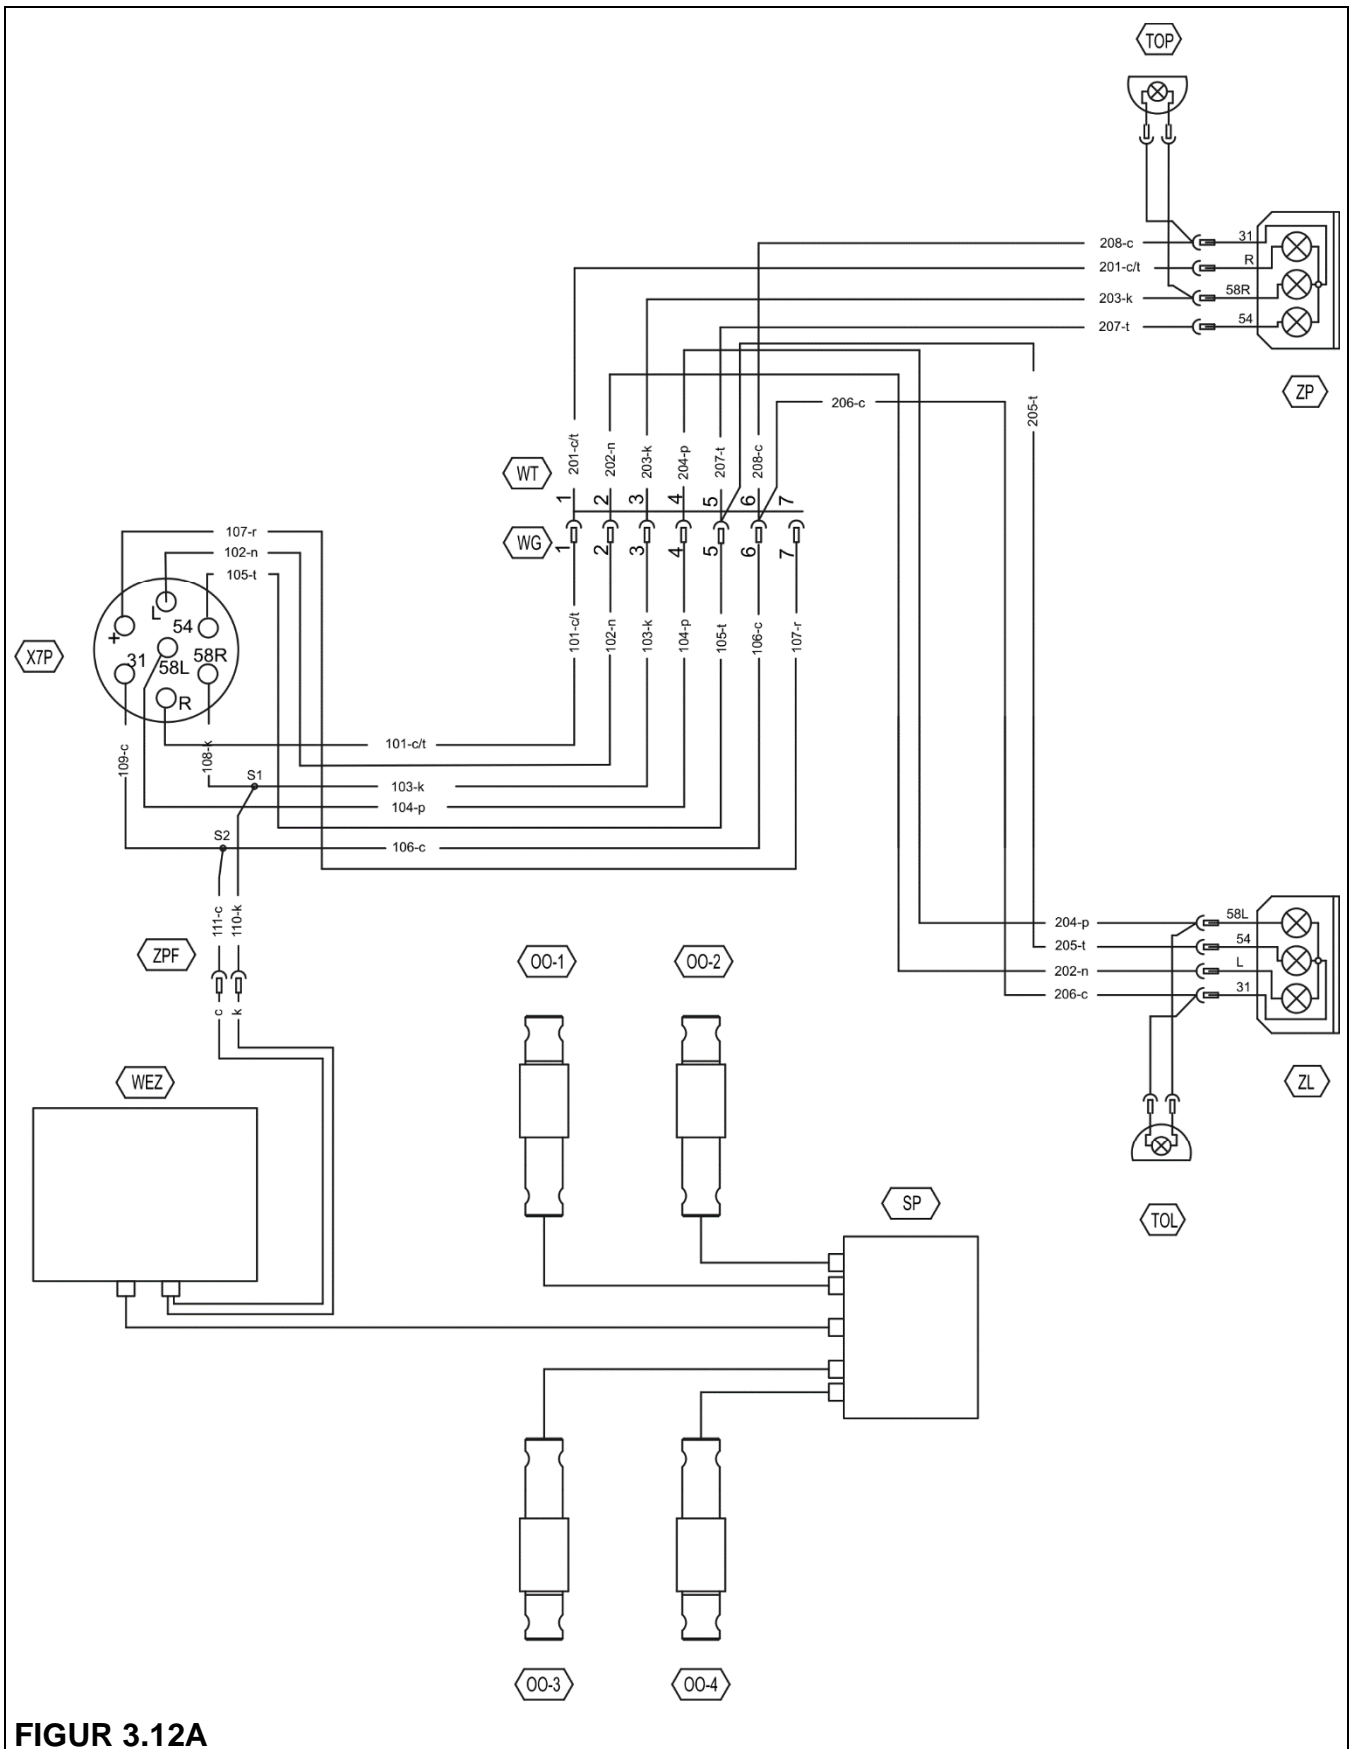 TOP
208-c
31
201-c/t
R
203-k
58R
207-t
54
ZP
206-c
205-t
201-c/t
202-n
203-k
204-p
207-t
208-c
WT
1
2
3
4
5
6
7
WG
1
2
3
4
5
6
7
107-r
102-n
105-t
L
54
+
X7P
31
58L
58R
R
101-c/t
102-n
103-k
104-p
105-t
106-c
107-r
109-c
108-k
101-c/t
S1
103-k
104-p
S2
106-c
111-c
110-k
ZPF
c
k
OO-1
OO-2
204-p
58L
205-t
54
202-n
L
206-c
31
WEZ
ZL
SP
TOL
OO-3
OO-4
FIGUR 3.12A